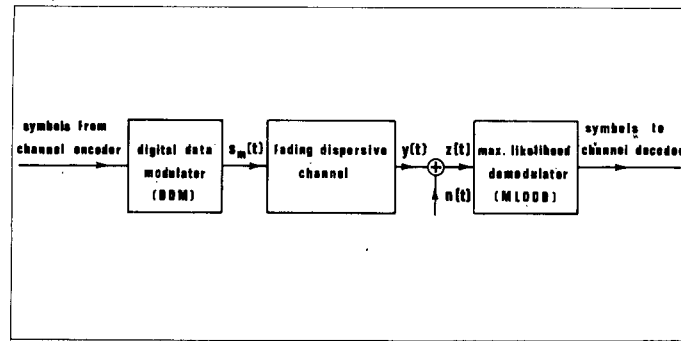 symbols from
channel encoder
digital data
modulator
(DDM)
s_m(t)
fading dispersive
channel
y(t)
z(t)
n(t)
max. likelihood
demodulator
(MLDDD)
symbols to
channel decoder